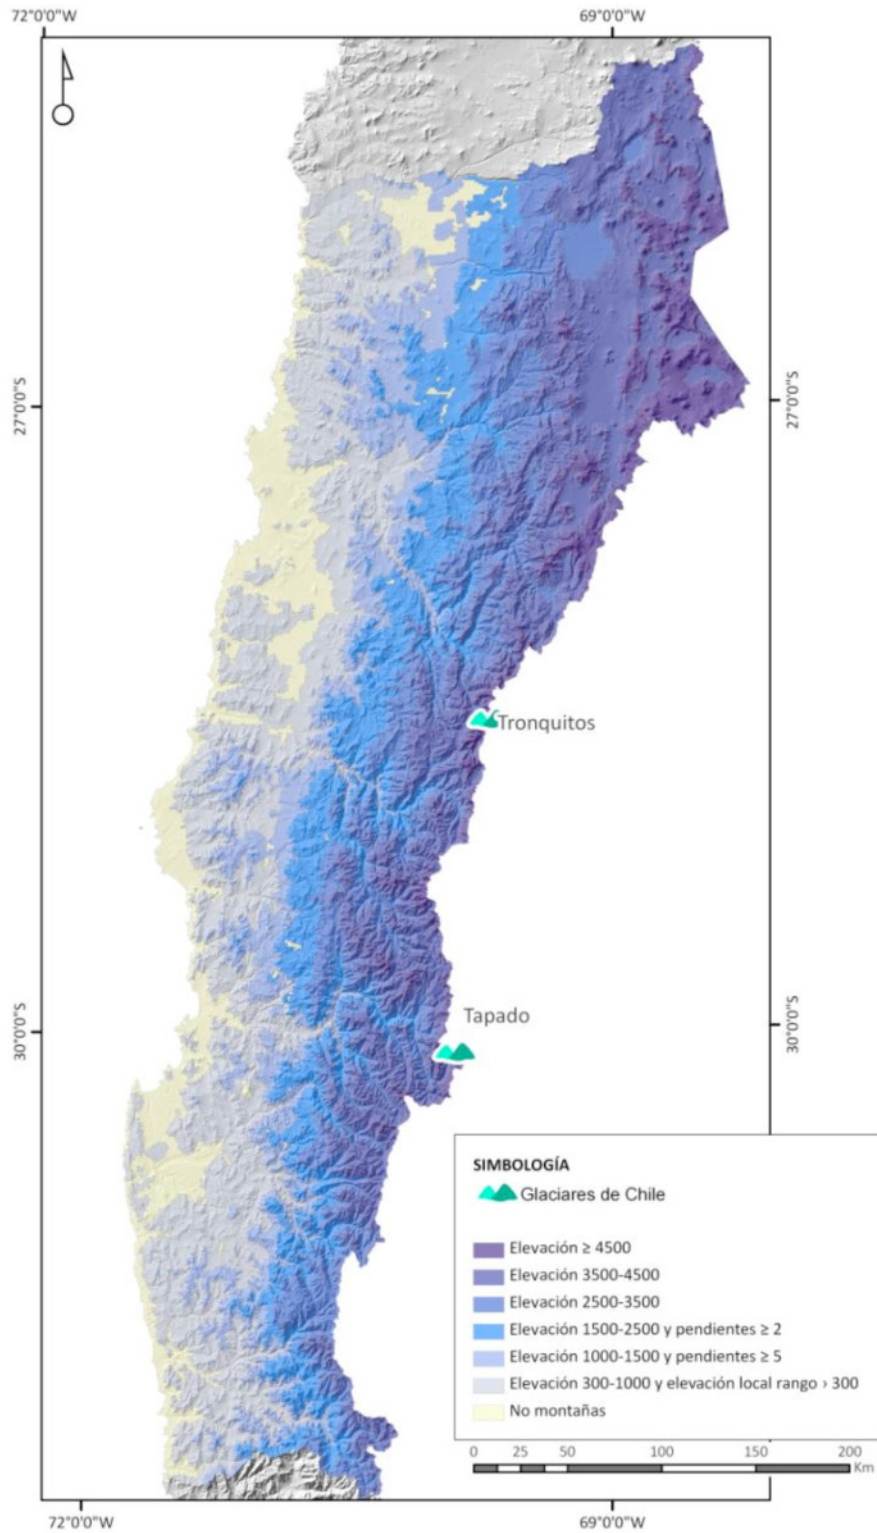 72°0'0"O
69°0'0"O
27°0'0"S
27°0'0"S
Tronquitos
Tapado
30°0'0"S
30°0'0"S
SIMBOLOGÍA
Glaciares de Chile
Elevación ≥ 4500
Elevación 3500-4500
Elevación 2500-3500
Elevación 1500-2500 y pendientes ≥ 2
Elevación 1000-1500 y pendientes ≥ 5
Elevación 300-1000 y elevación local rango › 300
No montañas
0 25 50 100 150 200
Km
72°0'0"O
69°0'0"O